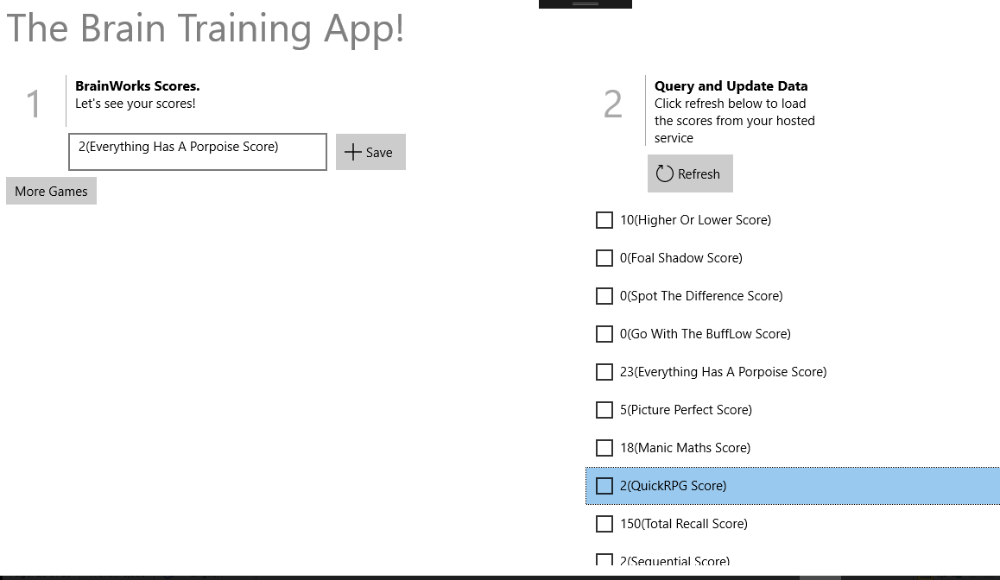 The Brain Training App!
1
BrainWorks Scores.
Let's see your scores!
2(Everything Has A Porpoise Score)
Save
More Games
2
Query and Update Data
Click refresh below to load
the scores from your hosted
service
Refresh
10(Higher Or Lower Score)
0(Foal Shadow Score)
0(Spot The Difference Score)
0(Go With The BuffLow Score)
23(Everything Has A Porpoise Score)
5(Picture Perfect Score)
18(Manic Maths Score)
2(QuickRPG Score)
150(Total Recall Score)
2(Sequential Score)